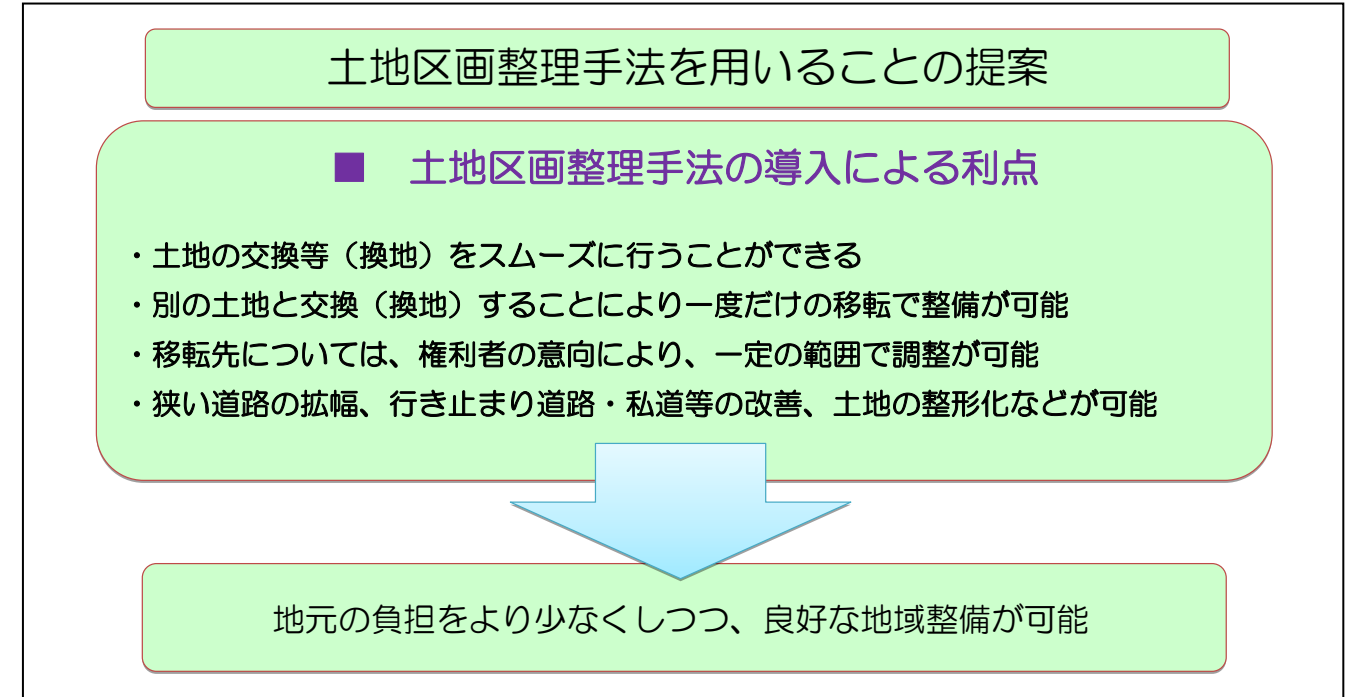 土地区画整理手法を用いることの提案
■　土地区画整理手法の導入による利点
・土地の交換等（換地）をスムーズに行うことができる
・別の土地と交換（換地）することにより一度だけの移転で整備が可能
・移転先については、権利者の意向により、一定の範囲で調整が可能
・狭い道路の拡幅、行き止まり道路・私道等の改善、土地の整形化などが可能
地元の負担をより少なくしつつ、良好な地域整備が可能